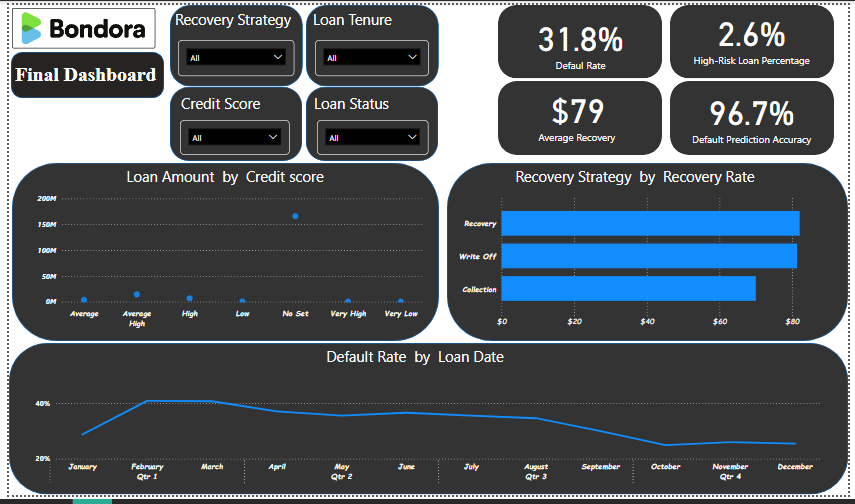 Bondora
Final Dashboard
Recovery Strategy
All
Loan Tenure
All
Credit Score
All
Loan Status
All
31.8%
Defaul Rate
2.6%
High-Risk Loan Percentage
$79
Average Recovery
96.7%
Default Prediction Accuracy
Loan Amount by Credit score
200M
150M
100M
50M
0M
Average
Average
High
High
Low
No Set
Very High
Very Low
Recovery Strategy by Recovery Rate
Recovery
Write Off
Collection
$0
$20
$40
$60
$80
Default Rate by Loan Date
40%
20%
January
February
March
April
May
June
July
August
September
October
November
December
Qtr 1
Qtr 2
Qtr 3
Qtr 4